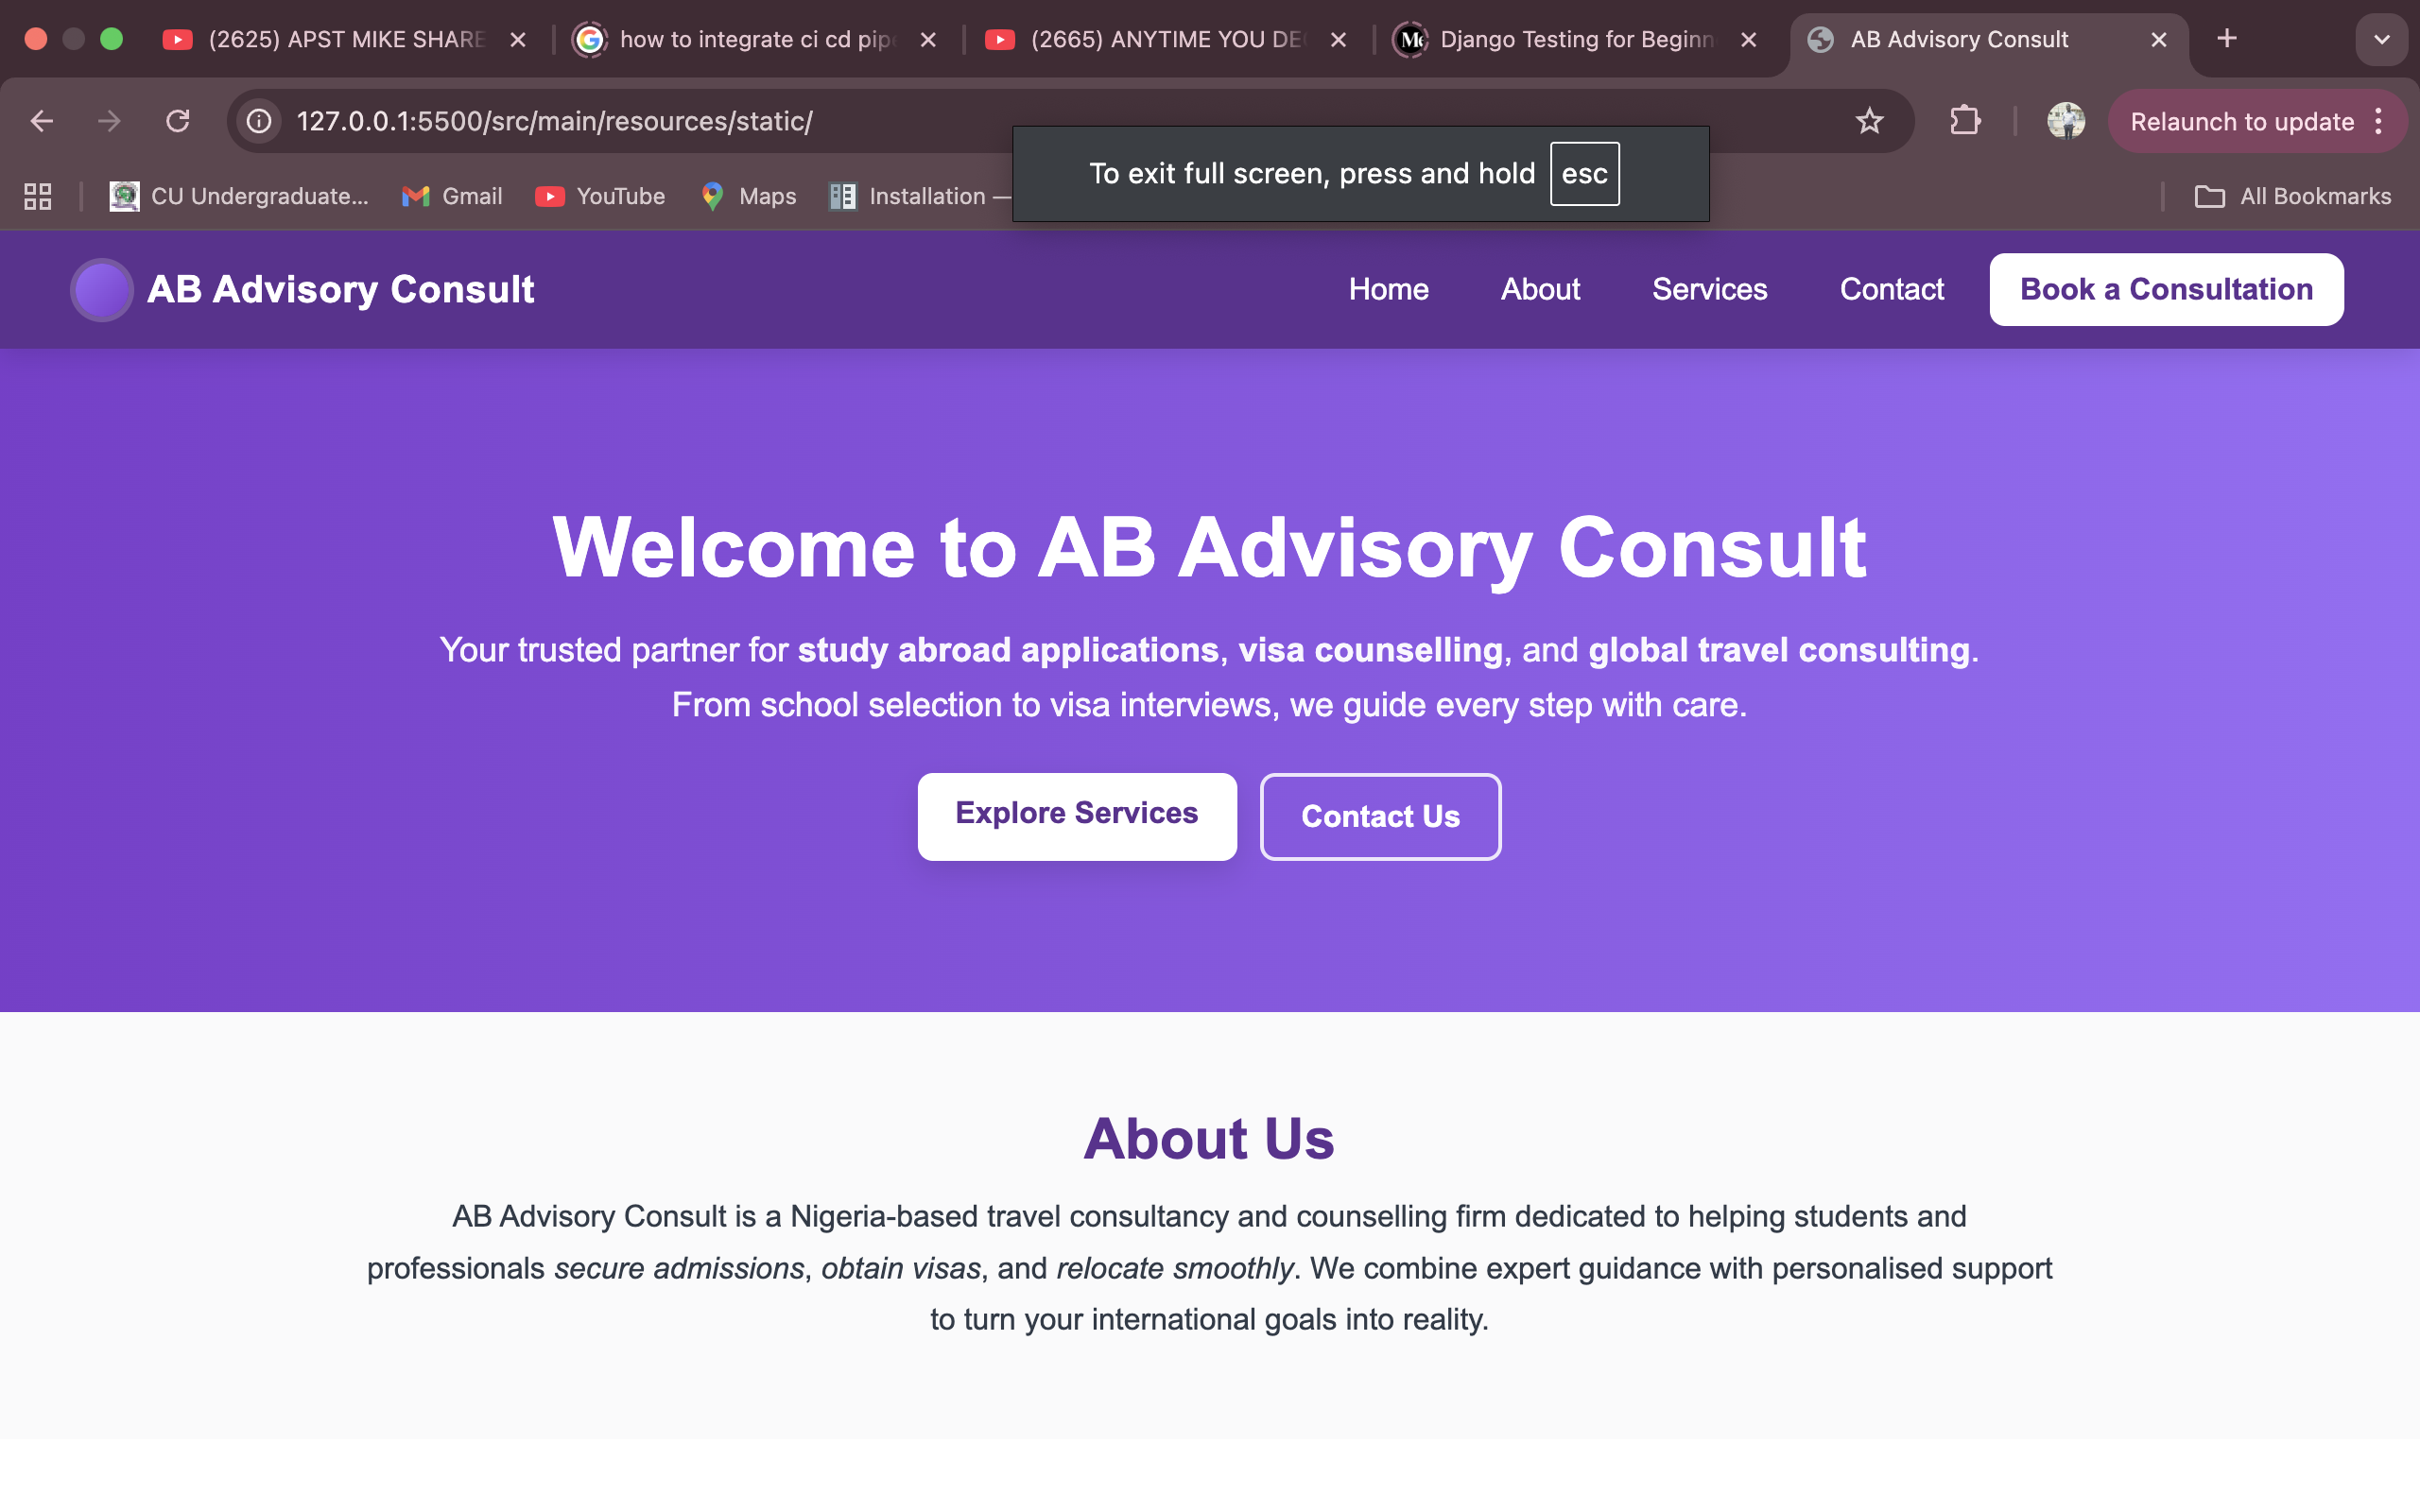 (2625) APST MIKE SHARE
how to integrate ci cd pip
(2665) ANYTIME YOU DE
Django Testing for Beginn
AB Advisory Consult
127.0.0.1:5500/src/main/resources/static/
Relaunch to update
To exit full screen, press and hold esc
CU Undergraduate...
Gmail
YouTube
Maps
Installation —
All Bookmarks
AB Advisory Consult
Home
About
Services
Contact
Book a Consultation
Welcome to AB Advisory Consult
Your trusted partner for study abroad applications, visa counselling, and global travel consulting.
From school selection to visa interviews, we guide every step with care.
Explore Services
Contact Us
About Us
AB Advisory Consult is a Nigeria-based travel consultancy and counselling firm dedicated to helping students and
professionals secure admissions, obtain visas, and relocate smoothly. We combine expert guidance with personalised support
to turn your international goals into reality.